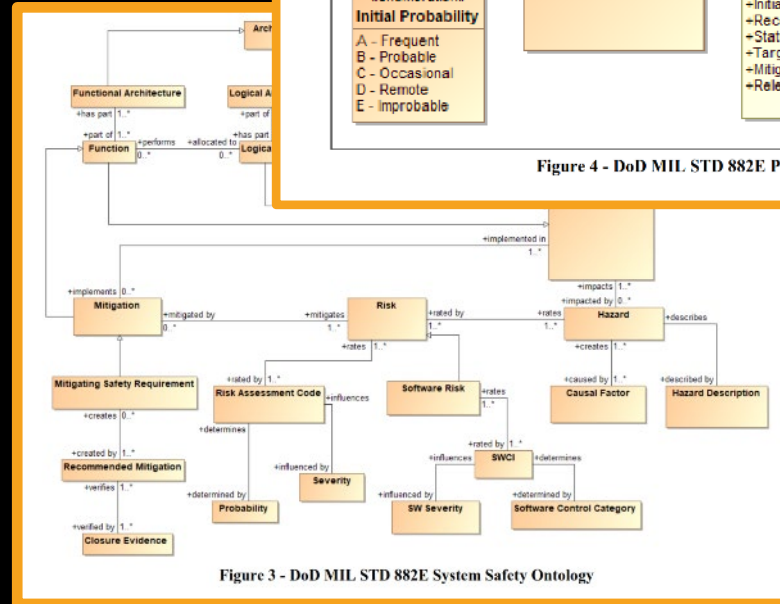 Initial Probability
A - Frequent
B - Probable
C - Occasional
D - Remote
E - Improbable
Figure 4 - DoD MIL STD 882E
Functional Architecture
+has part 1..*
+part of
+part of 1..*
+performs
+allocated to
+has part
Function
0..*
0..*
+implemented in
1..*
+implements 0..*
+impacts 1..*
+impacted by 0..*
Mitigation
+mitigated by
0..*
+mitigates
1..*
Risk
+rated by
1..*
+rates
1..*
Hazard
+describes
+rates 1..*
+creates 1..*
Mitigating Safety Requirement
+rated by 1..*
Risk Assessment Code
+influences
Software Risk
+rates
1..*
+caused by 1..*
Causal Factor
+described by
Hazard Description
+creates 0..*
+determines
+created by 1..*
Recommended Mitigation
+influenced by
Severity
+rated by 1..*
+influences
SWCI
+determines
+verifies 1..*
+determined by
Probability
+influenced by
SW Severity
+determined by
Software Control Category
+verified by 1..*
Closure Evidence
Figure 3 - DoD MIL STD 882E System Safety Ontology